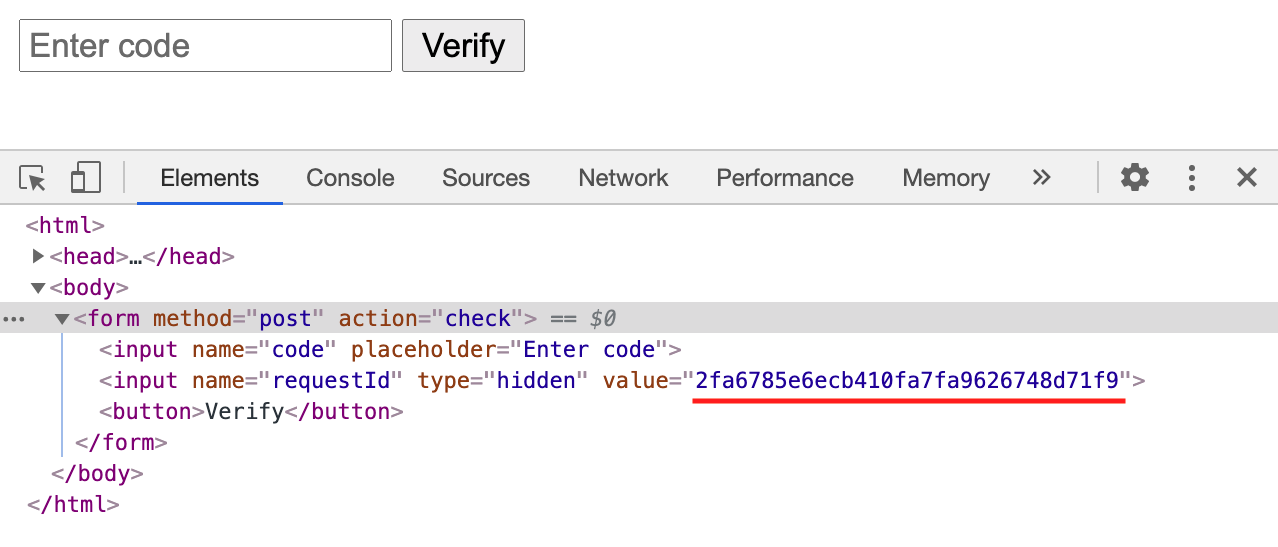 Enter code Verify
Elements Console Sources Network Performance Memory »
<html>
<head>…</head>
<body>
<form method="post" action="check"> == $0
<input name="code" placeholder="Enter code">
<input name="requestId" type="hidden" value="2fa6785e6ecb410fa7fa9626748d71f9">
<button>Verify</button>
</form>
</body>
</html>